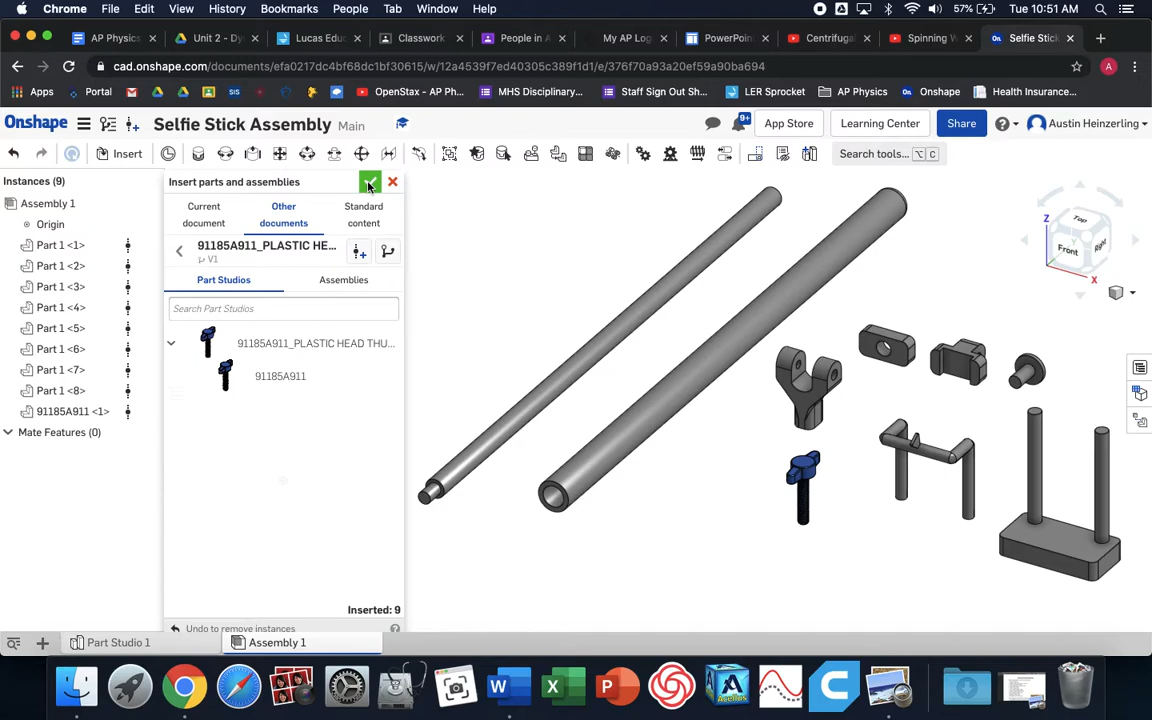 Chrome File Edit View History Bookmarks People Tab Window Help 57% Tue 10:51 AM
AP Physics Unit 2 - Dy Lucas Edu Classwork People in A My AP Log PowerPoint Centrifugal Spinning W Selfie Stick
cad.onshape.com/documents/efa0217dc4bf68dc1bf30615/w/12a4539f7ed40305c389f1d1/e/376f70a93a20ef59a90ba694
Apps Portal SIS OpenStax - AP Ph... MHS Disciplinary... Staff Sign Out Sh... LER Sprocket AP Physics Onshape Health Insurance...
Onshape Selfie Stick Assembly Main 9+ App Store Learning Center Share Austin Heinzerling
Insert Search tools... ⌥ C
Instances (9)
Assembly 1
Origin
Part 1 <1>
Part 1 <2>
Part 1 <3>
Part 1 <4>
Part 1 <5>
Part 1 <6>
Part 1 <7>
Part 1 <8>
91185A911 <1>
Mate Features (0)
Insert parts and assemblies
Current document
Other documents
Standard content
91185A911_PLASTIC HE...
V1
Part Studios Assemblies
Search Part Studios
91185A911_PLASTIC HEAD THU...
91185A911
Inserted: 9
Undo to remove instances
Z Top Front Right X
Part Studio 1 Assembly 1